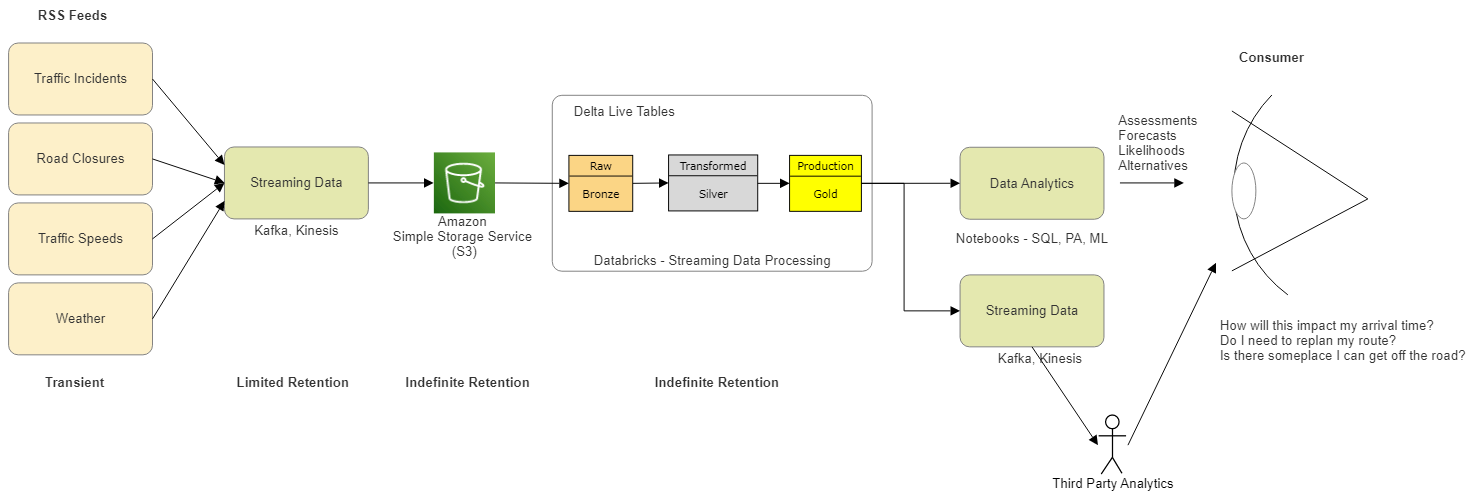 RSS Feeds
Traffic Incidents
Road Closures
Traffic Speeds
Weather
Transient
Streaming Data
Kafka, Kinesis
Limited Retention
Amazon
Simple Storage Service
(S3)
Indefinite Retention
Delta Live Tables
Raw
Bronze
Transformed
Silver
Production
Gold
Databricks - Streaming Data Processing
Indefinite Retention
Data Analytics
Notebooks - SQL, PA, ML
Streaming Data
Kafka, Kinesis
Third Party Analytics
Assessments
Forecasts
Likelihoods
Alternatives
Consumer
How will this impact my arrival time?
Do I need to replan my route?
Is there someplace I can get off the road?